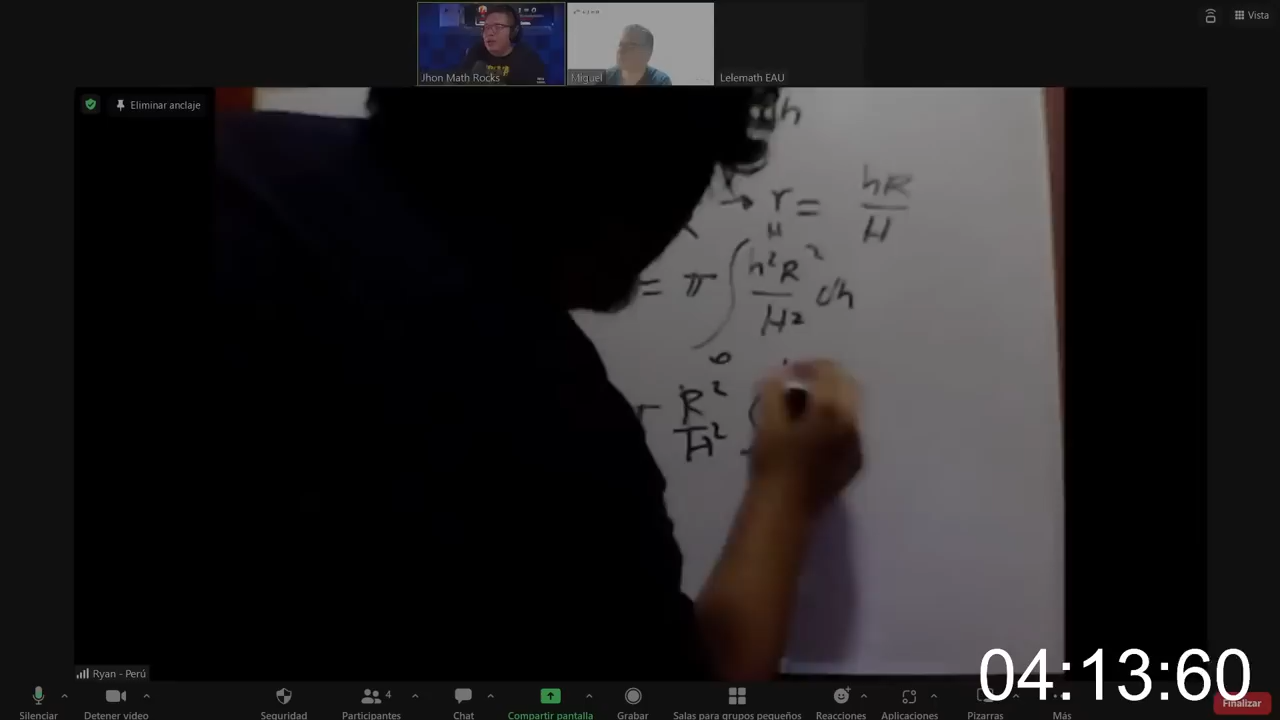 Jhon Math Rocks
Miguel
Lelemath EAU
Vista
Eliminar anclaje
dh
→ r = hR/H
H
= π ∫ h²R²/H² dh
0
R²/H²
Ryan - Perú
04:13:60
Silenciar
Detener video
Seguridad
Participantes
4
Chat
Compartir pantalla
Grabar
Salas para grupos pequeños
Reacciones
Aplicaciones
Pizarras
Más
Finalizar